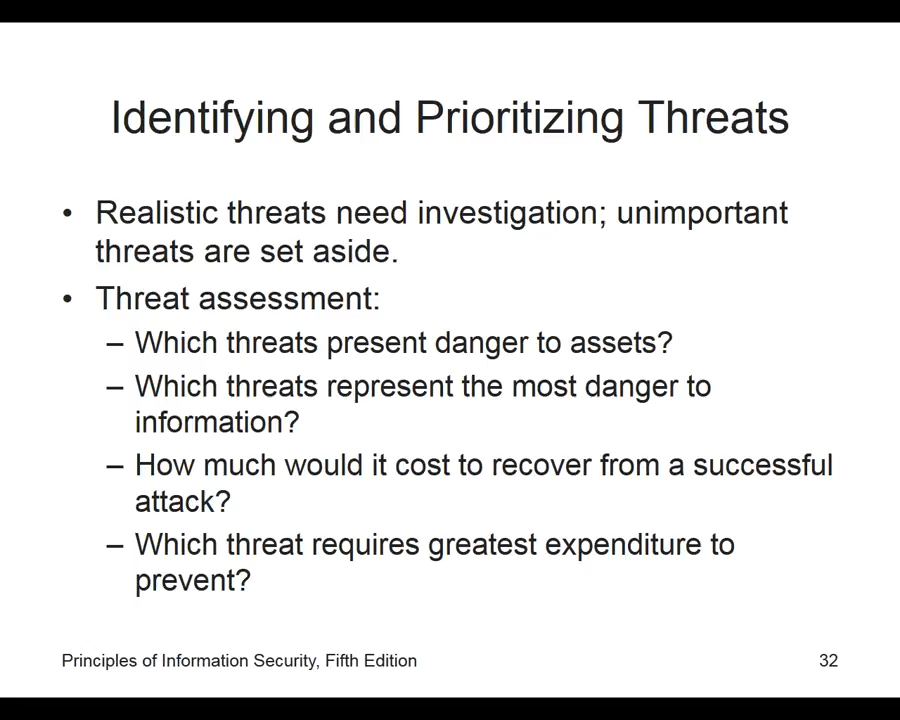 Identifying and Prioritizing Threats
• Realistic threats need investigation; unimportant
threats are set aside.
• Threat assessment:
– Which threats present danger to assets?
– Which threats represent the most danger to
information?
– How much would it cost to recover from a successful
attack?
– Which threat requires greatest expenditure to
prevent?
Principles of Information Security, Fifth Edition 32